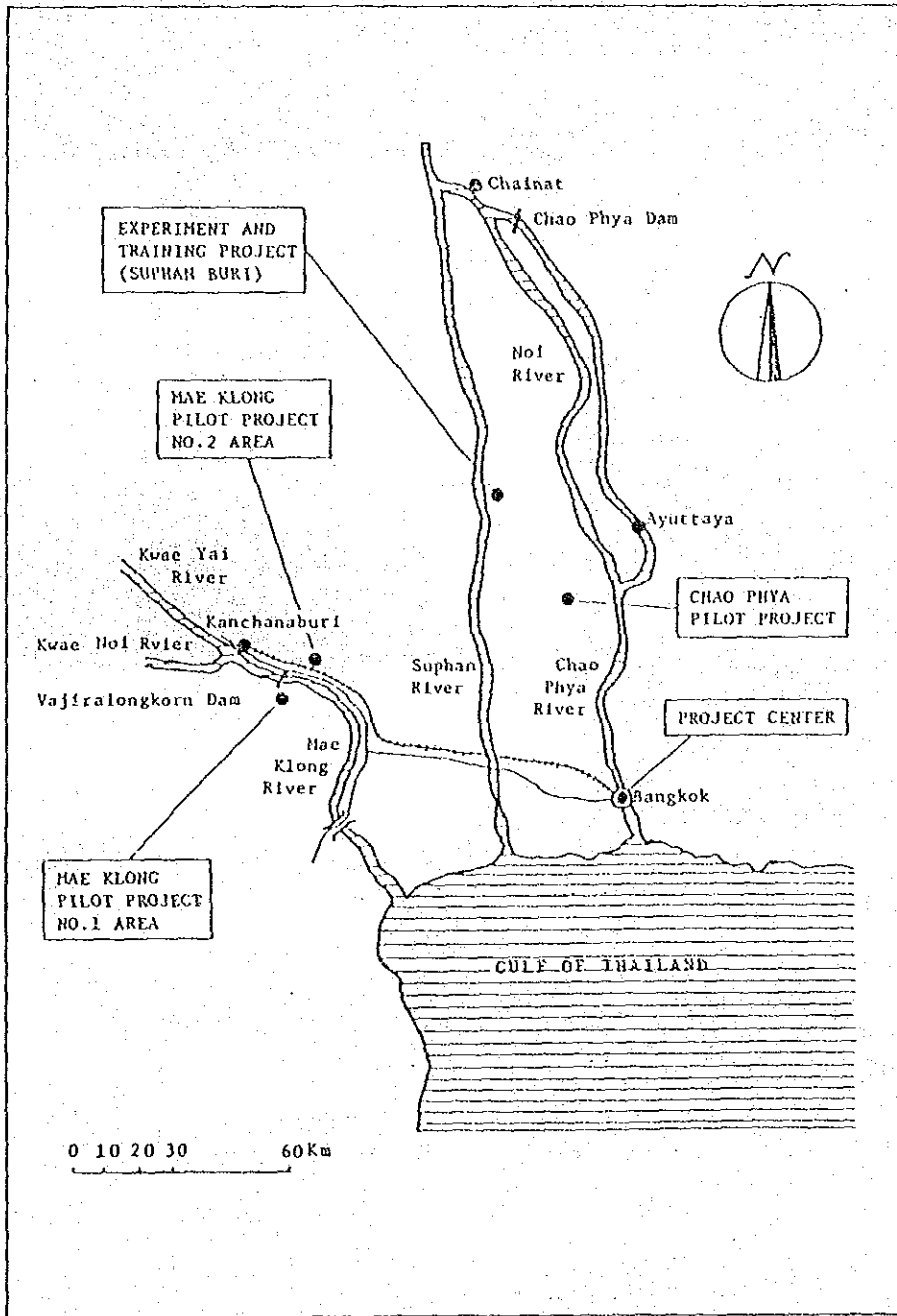 Chainat
Chao Phya Dam
EXPERIMENT AND
TRAINING PROJECT
(SUPHAN BURI)
N
Noi
River
MAE KLONG
PILOT PROJECT
NO.2 AREA
Ayuttaya
Kwae Yai
River
CHAO PHYA
PILOT PROJECT
Kanchanaburi
Kwae Noi Rvier
Suphan
River
Chao
Phya
River
Vajiralongkorn Dam
PROJECT CENTER
Mae
Klong
River
Bangkok
MAE KLONG
PILOT PROJECT
NO.1 AREA
GULF OF THAILAND
0 10 20 30 60 Km